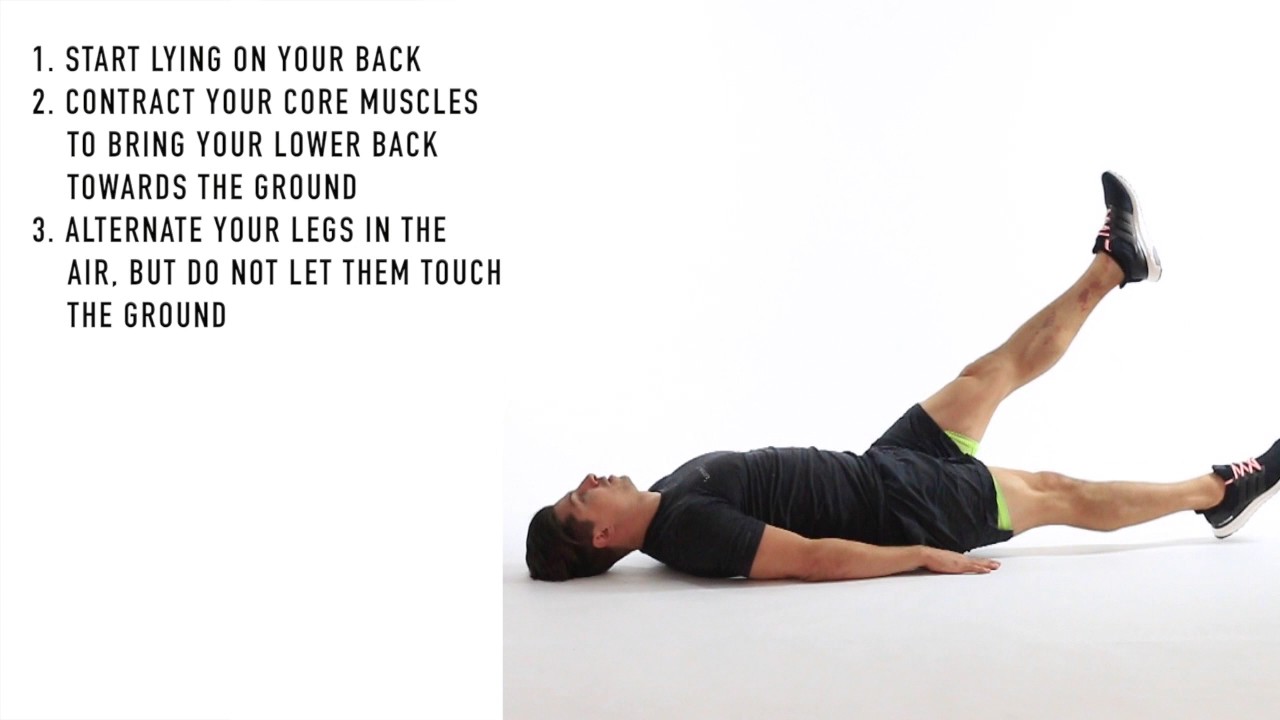 1. START LYING ON YOUR BACK
2. CONTRACT YOUR CORE MUSCLES
TO BRING YOUR LOWER BACK
TOWARDS THE GROUND
3. ALTERNATE YOUR LEGS IN THE
AIR, BUT DO NOT LET THEM TOUCH
THE GROUND